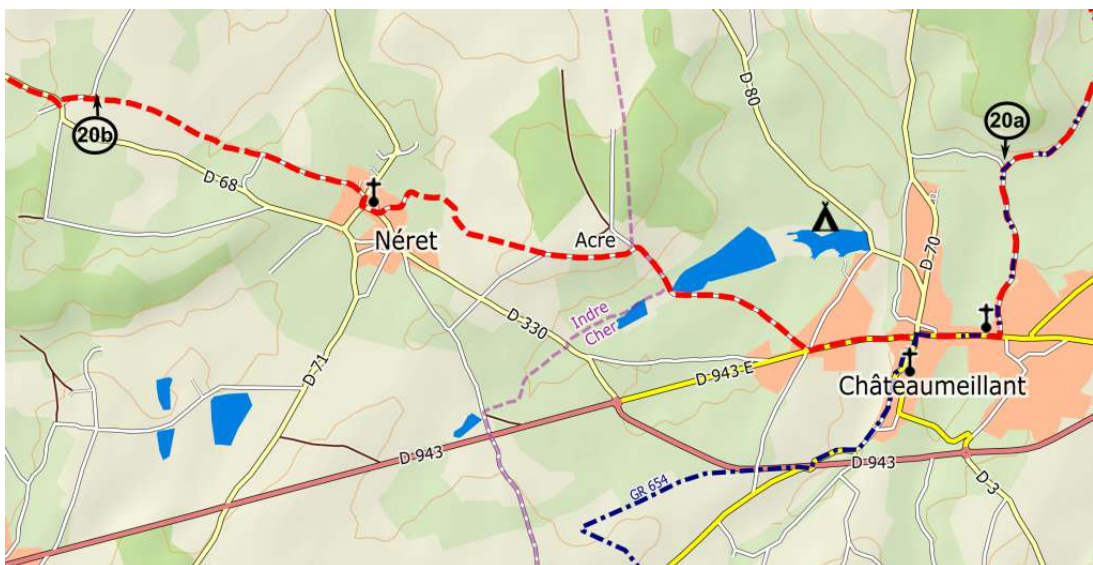 20b
D 68
Néret
D 71
D 330
Acre
Indre
Cher
D 80
20a
D 70
D 943 E
Châteaumeillant
D 943
D 943
GR 654
D 3